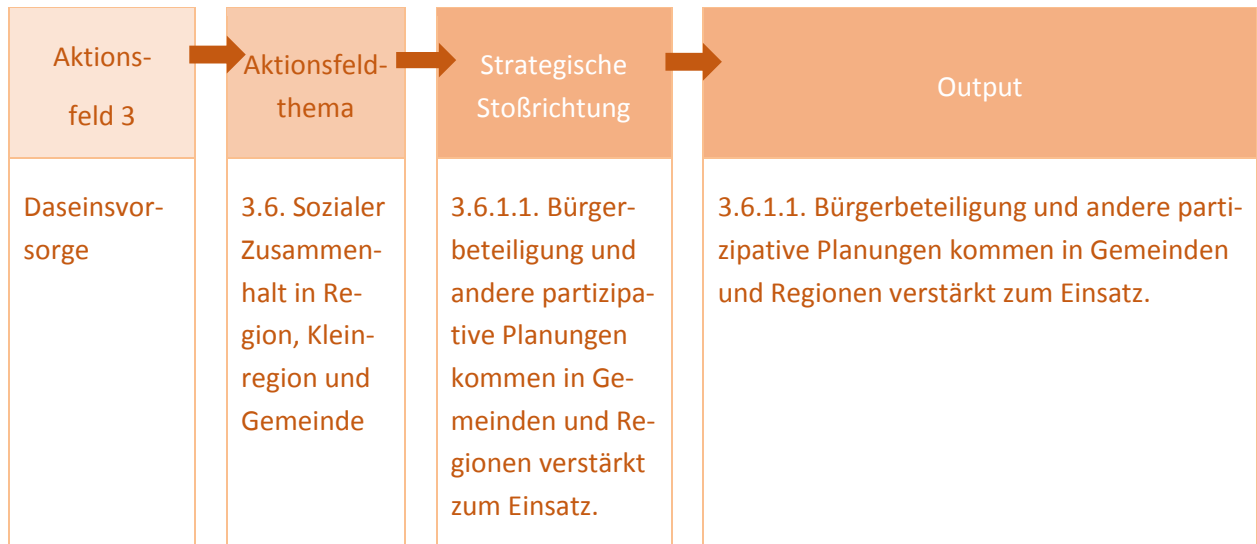 Aktions-
feld 3
Aktionsfeld-
thema
Strategische
Stoßrichtung
Output
Daseinsvor-
sorge
3.6. Sozialer
Zusammen-
halt in Re-
gion, Klein-
region und
Gemeinde
3.6.1.1. Bürger-
beteiligung und
andere partizipa-
tive Planungen
kommen in Ge-
meinden und Re-
gionen verstärkt
zum Einsatz.
3.6.1.1. Bürgerbeteiligung und andere parti-
zipative Planungen kommen in Gemeinden
und Regionen verstärkt zum Einsatz.